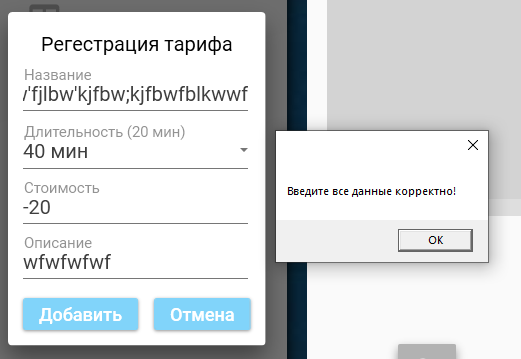 Регестрация тарифа
Название
'fjlbw'kjfbw;kjfbwfblkwwf
Длительность (20 мин)
40 мин
Стоимость
-20
Описание
wfwfwfwf
Добавить
Отмена
Введите все данные корректно!
OK